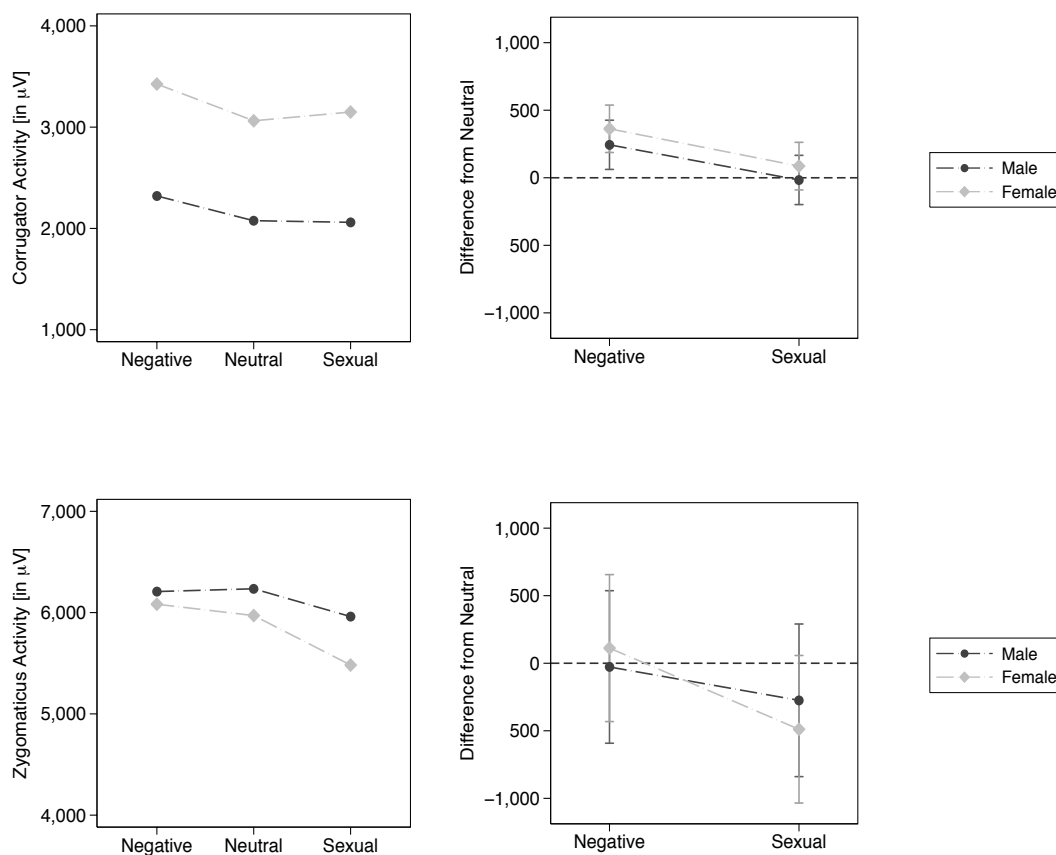 4,000
3,000
2,000
1,000
Corrugator Activity [in µV]
Negative Neutral Sexual
1,000
500
0
500
−1,000
Difference from Neutral
Negative Sexual
Male
Female
7,000
6,000
5,000
4,000
Zygomaticus Activity [in µV]
Negative Neutral Sexual
1,000
500
0
500
−1,000
Difference from Neutral
Negative Sexual
Male
Female